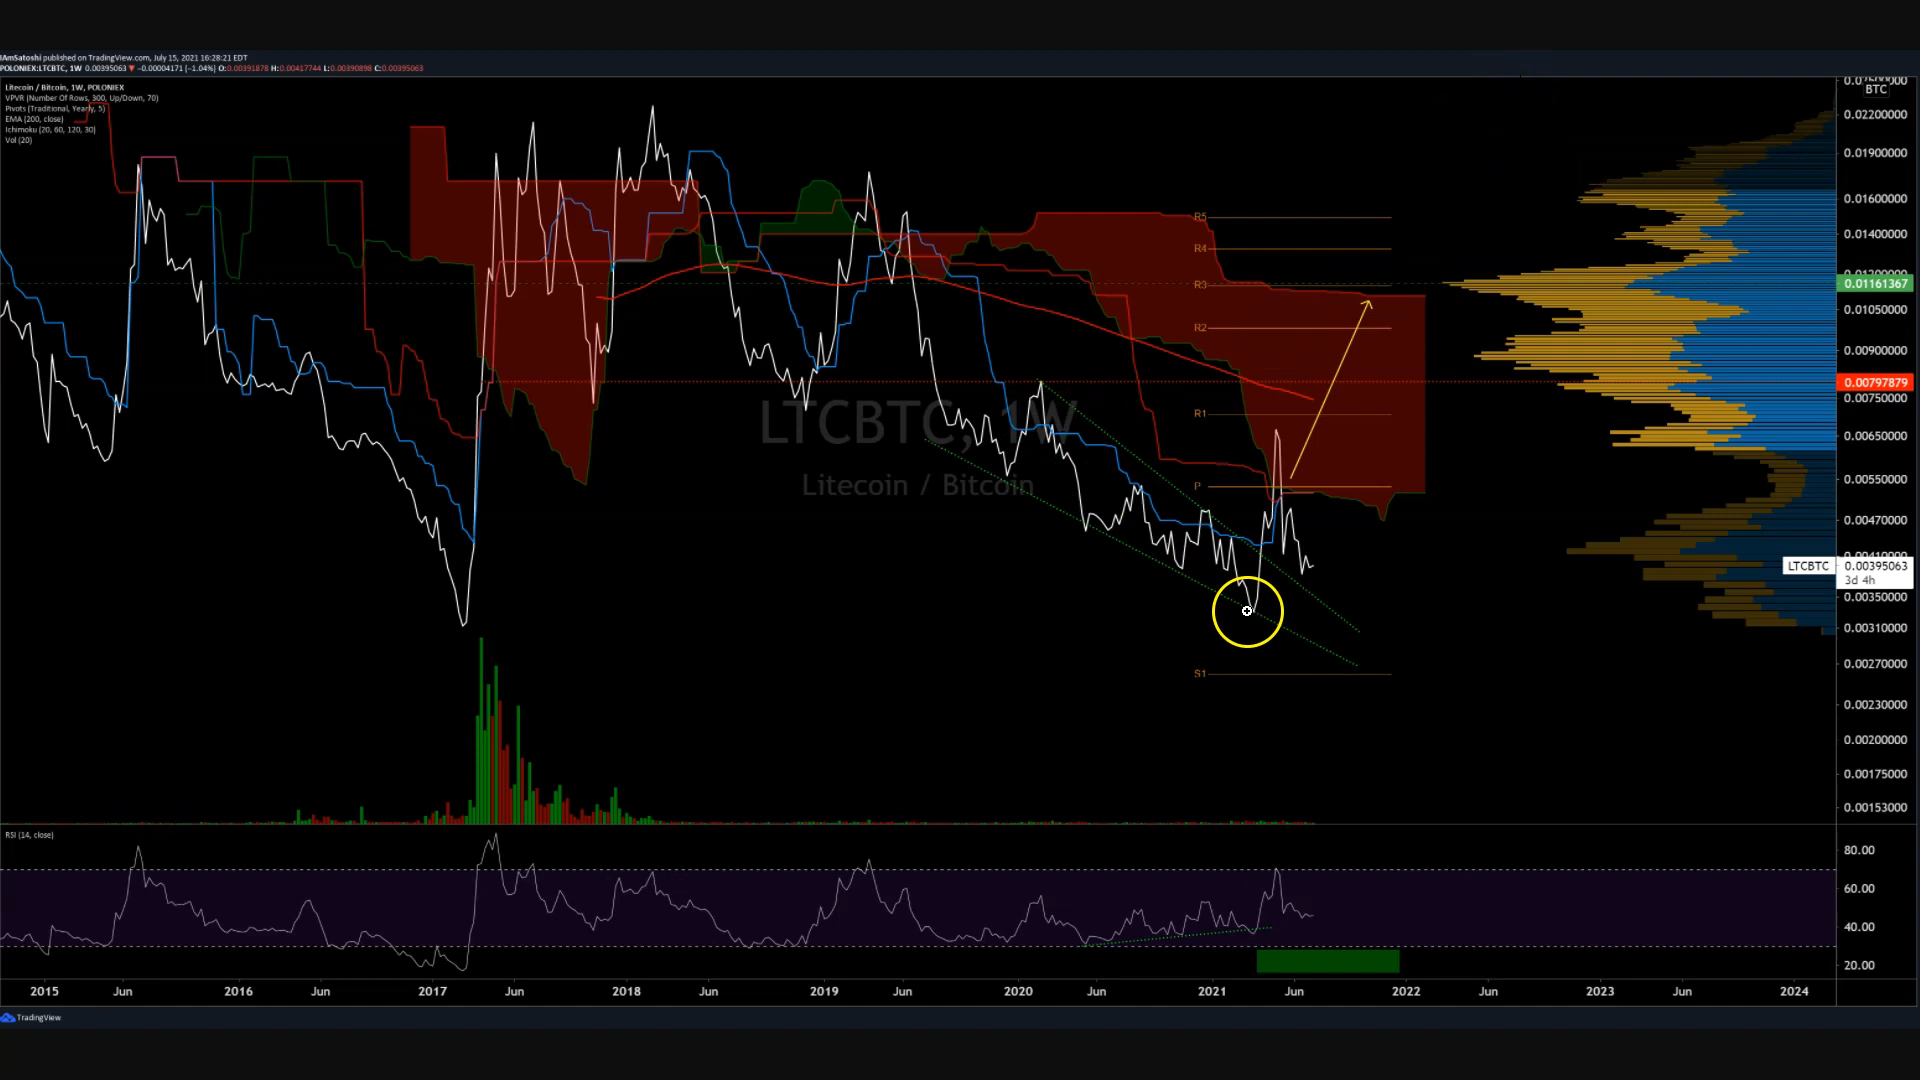 IAmSatoshi published on TradingView.com, July 15, 2021 16:28:21 EDT
POLONIEX:LTCBTC, 1W 0.00395063 ▼ −0.00004171 (−1.04%) O:0.00391878 H:0.00417744 L:0.00390898 C:0.00395063
Litecoin / Bitcoin, 1W, POLONIEX
VPVR (Number Of Rows, 300, Up/Down, 70)
Pivots (Traditional, Yearly, 5)
EMA (200, close)
Ichimoku (20, 60, 120, 30)
Vol (20)
BTC
0.02200000
0.01900000
0.01600000
0.01400000
0.01200000
0.01161367
0.01050000
0.00900000
0.00797879
0.00750000
0.00650000
0.00550000
0.00470000
0.00410000
LTCBTC 0.00395063
3d 4h
0.00350000
0.00310000
0.00270000
0.00230000
0.00200000
0.00175000
0.00153000
R5
R4
R3
R2
R1
P
S1
LTCBTC, 1W
Litecoin / Bitcoin
RSI (14, close)
80.00
60.00
40.00
20.00
2015 Jun 2016 Jun 2017 Jun 2018 Jun 2019 Jun 2020 Jun 2021 Jun 2022 Jun 2023 Jun 2024
TradingView